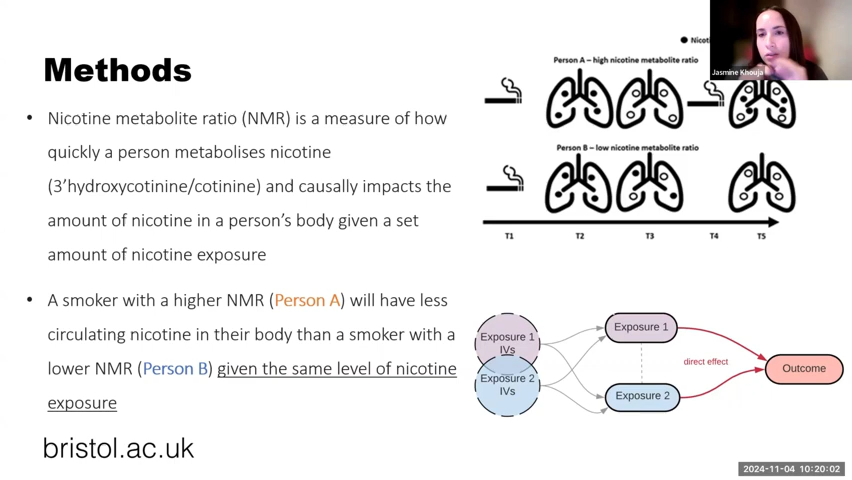 Methods
• Nicotine metabolite ratio (NMR) is a measure of how
quickly a person metabolises nicotine
(3’hydroxycotinine/cotinine) and causally impacts the
amount of nicotine in a person’s body given a set
amount of nicotine exposure
• A smoker with a higher NMR (Person A) will have less
circulating nicotine in their body than a smoker with a
lower NMR (Person B) given the same level of nicotine
exposure
bristol.ac.uk
Jasmine Khouja
Person A – high nicotine metabolite ratio
Person B – low nicotine metabolite ratio
T1 T2 T3 T4 T5
Exposure 1
IVs
Exposure 2
IVs
Exposure 1
direct effect
Exposure 2
Outcome
2024-11-04 10:20:02